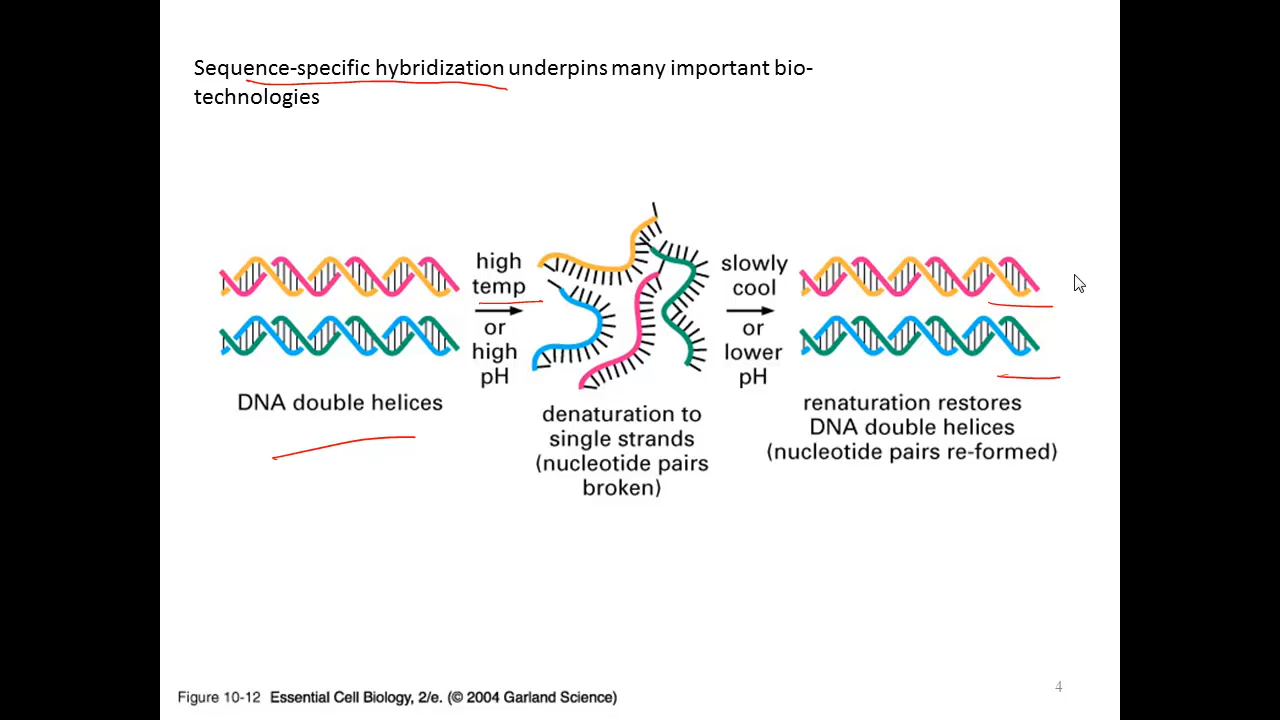 Sequence-specific hybridization underpins many important bio-
technologies
high
temp
or
high
pH
slowly
cool
or
lower
pH
DNA double helices
denaturation to
single strands
(nucleotide pairs
broken)
renaturation restores
DNA double helices
(nucleotide pairs re-formed)
Figure 10-12 Essential Cell Biology, 2/e. (© 2004 Garland Science)
4